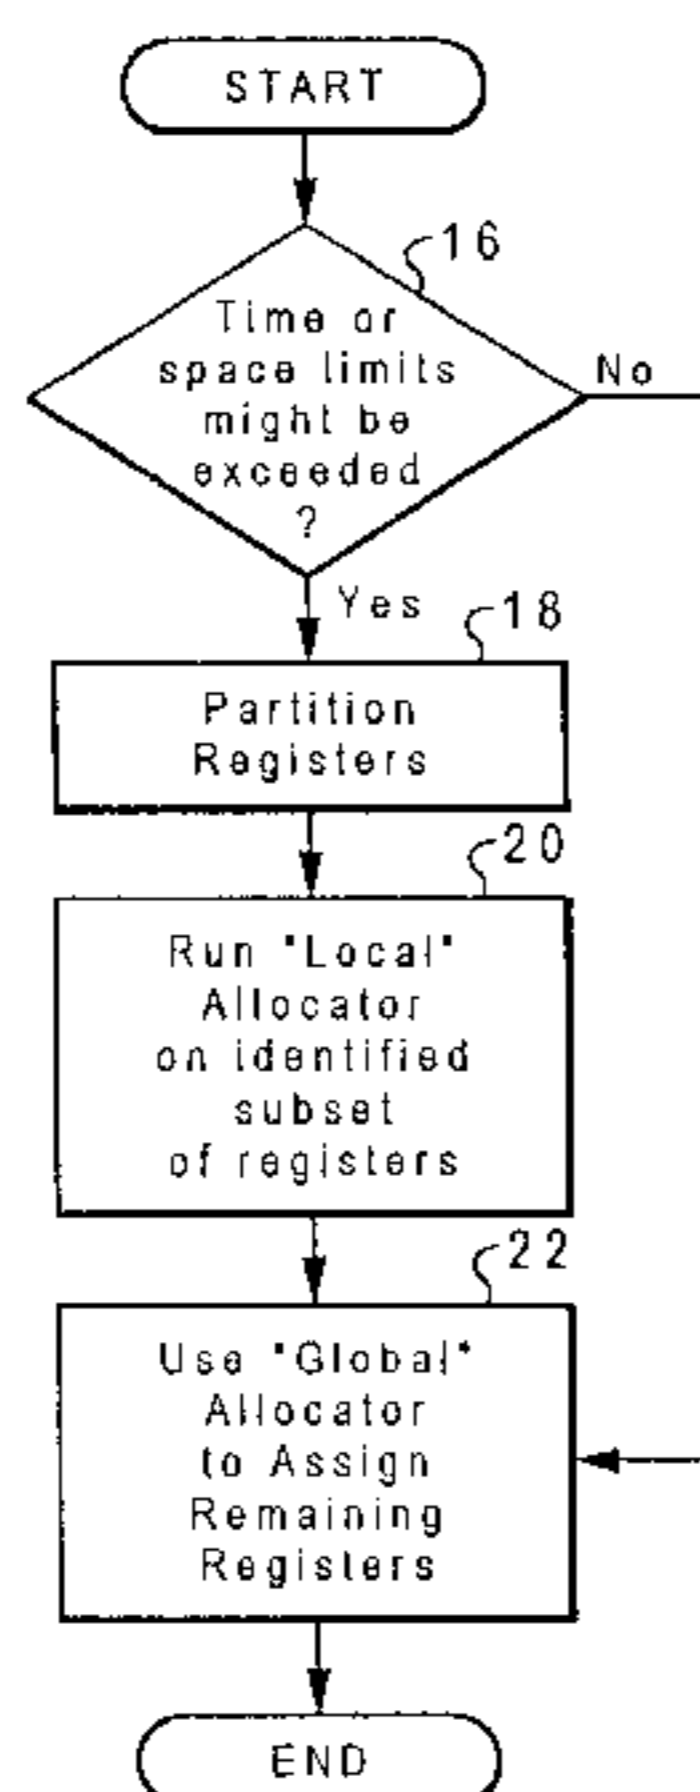 START
16
Time or
space limits
might be
exceeded
?
No
Yes
18
Partition
Registers
20
Run "Local"
Allocator
on identified
subset
of registers
22
Use "Global"
Allocator
to Assign
Remaining
Registers
END